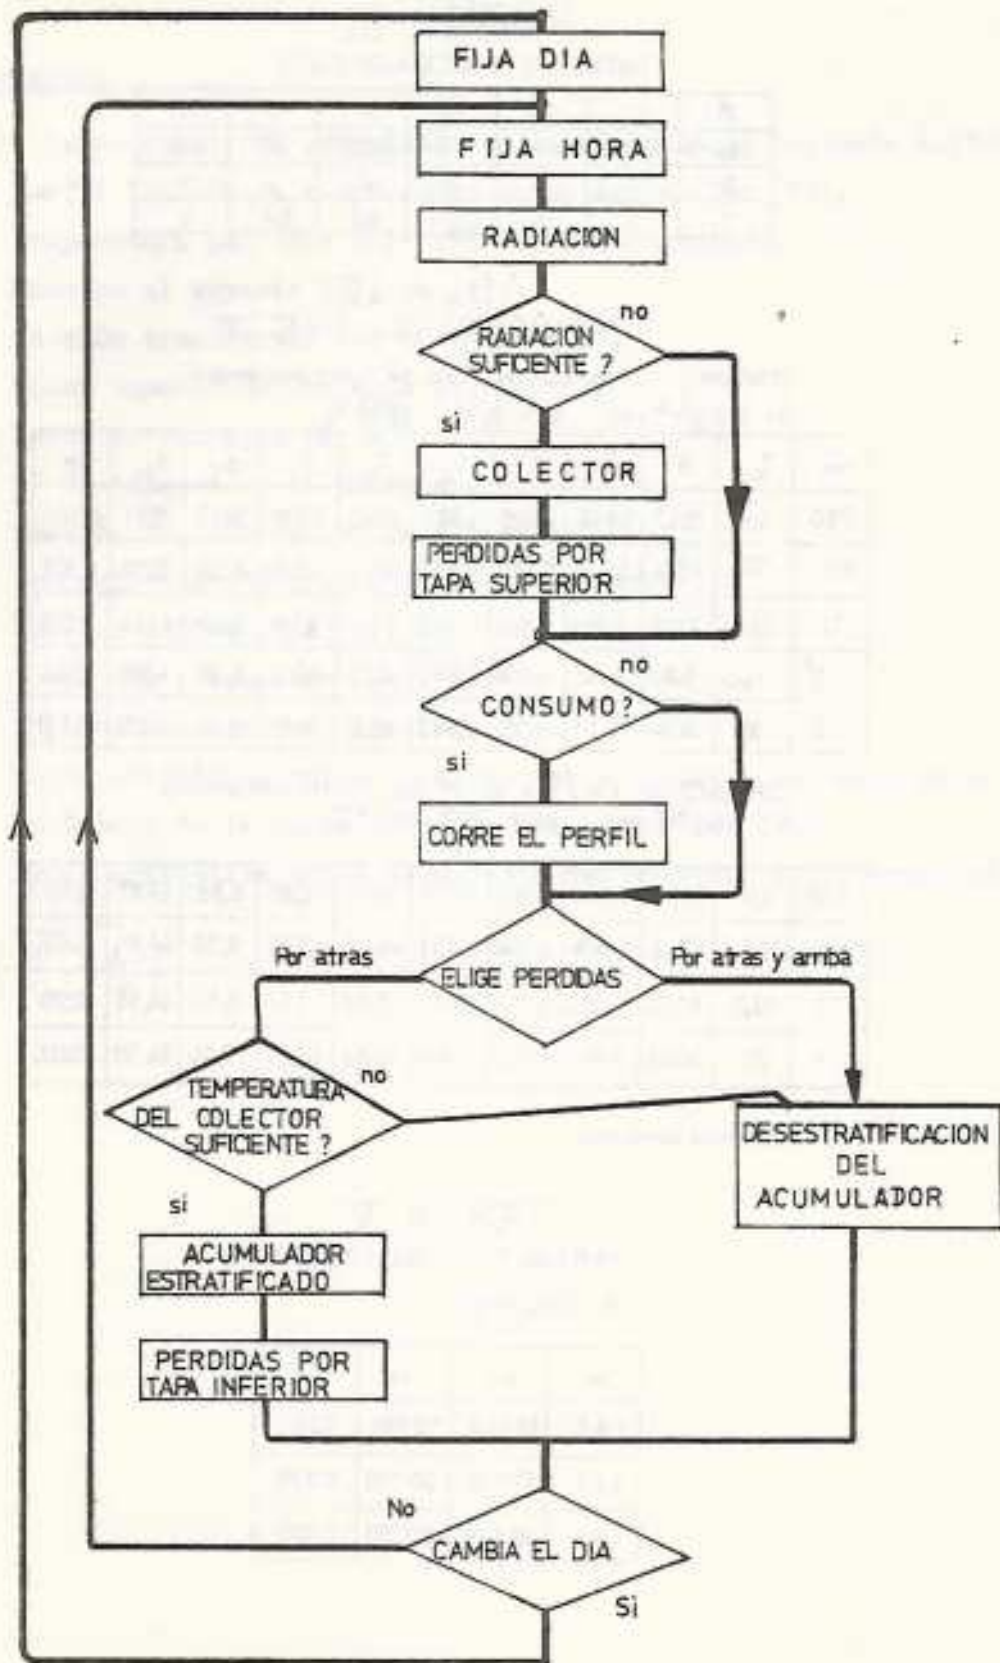 FIJA DIA
FIJA HORA
RADIACION
no
RADIACION
SUFICIENTE ?
si
COLECTOR
PERDIDAS POR
TAPA SUPERIOR
no
CONSUMO?
si
CORRE EL PERFIL
Por atras
ELIGE PERDIDAS
Por atras y arriba
TEMPERATURA
DEL COLECTOR
SUFICIENTE ?
no
DESESTRATIFICACION
DEL
ACUMULADOR
si
ACUMULADOR
ESTRATIFICADO
PERDIDAS POR
TAPA INFERIOR
No
CAMBIA EL DIA
Si